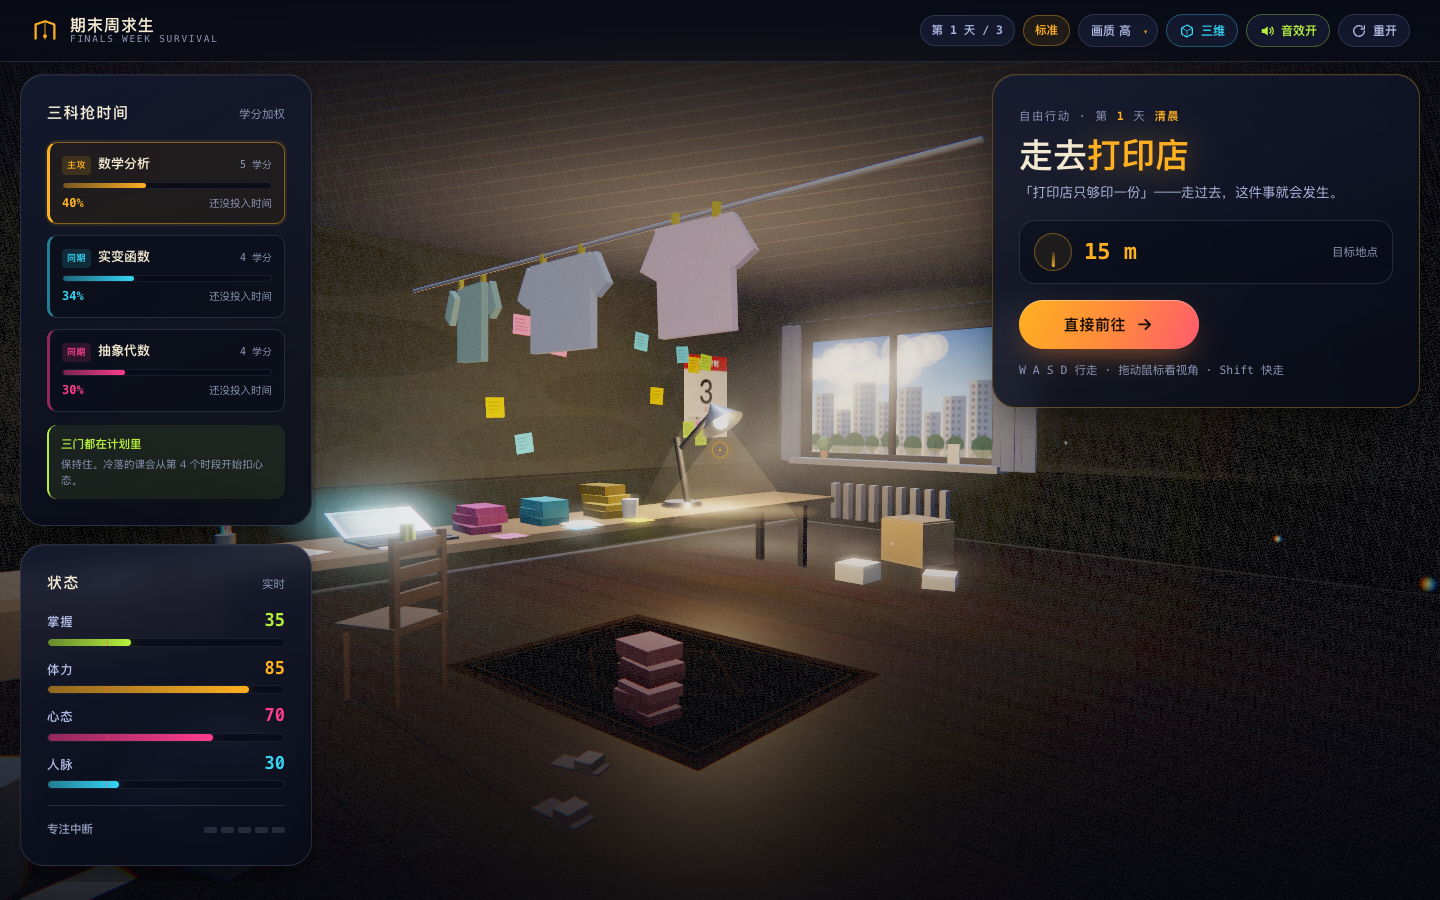 期末周求生
FINALS WEEK SURVIVAL
第 1 天 / 3
标准
画质 高
三维
音效开
重开
三科抢时间
学分加权
主攻 数学分析 5 学分
40% 还没投入时间
同期 实变函数 4 学分
34% 还没投入时间
同期 抽象代数 4 学分
30% 还没投入时间
三门都在计划里
保持住。冷落的课会从第 4 个时段开始扣心
态。
状态
实时
掌握 35
体力 85
心态 70
人脉 30
专注中断
3
自由行动 · 第 1 天 清晨
走去打印店
「打印店只够印一份」——走过去，这件事就会发生。
15 m
目标地点
直接前往 →
W A S D 行走 · 拖动鼠标看视角 · Shift 快走